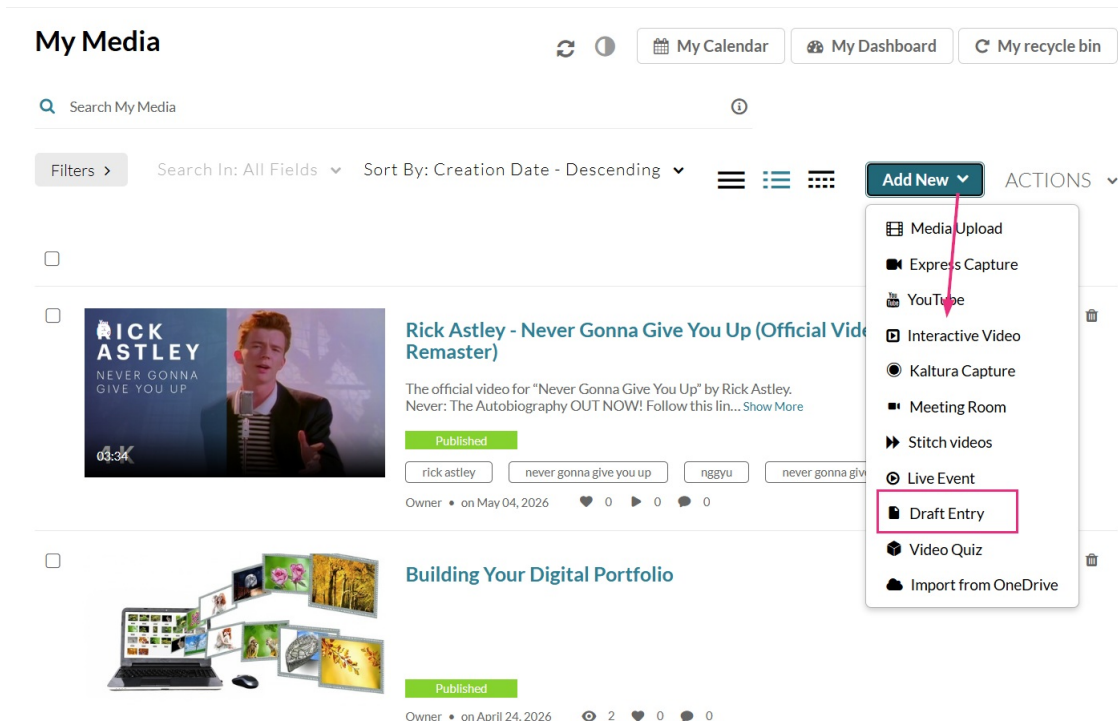 My Media
My Calendar
My Dashboard
My recycle bin
Search My Media
Filters >
Search In: All Fields
Sort By: Creation Date - Descending
Add New
ACTIONS
Media Upload
Express Capture
YouTube
Interactive Video
Kaltura Capture
Meeting Room
Stitch videos
Live Event
Draft Entry
Video Quiz
Import from OneDrive
RICK
ASTLEY
NEVER GONNA
GIVE YOU UP
4K
03:34
Rick Astley - Never Gonna Give You Up (Official Vide
Remaster)
The official video for “Never Gonna Give You Up” by Rick Astley.
Never: The Autobiography OUT NOW! Follow this lin... Show More
Published
rick astley
never gonna give you up
nggyu
never gonna giv
Owner • on May 04, 2026 0 0 0
Building Your Digital Portfolio
Published
Owner • on April 24, 2026 2 0 0